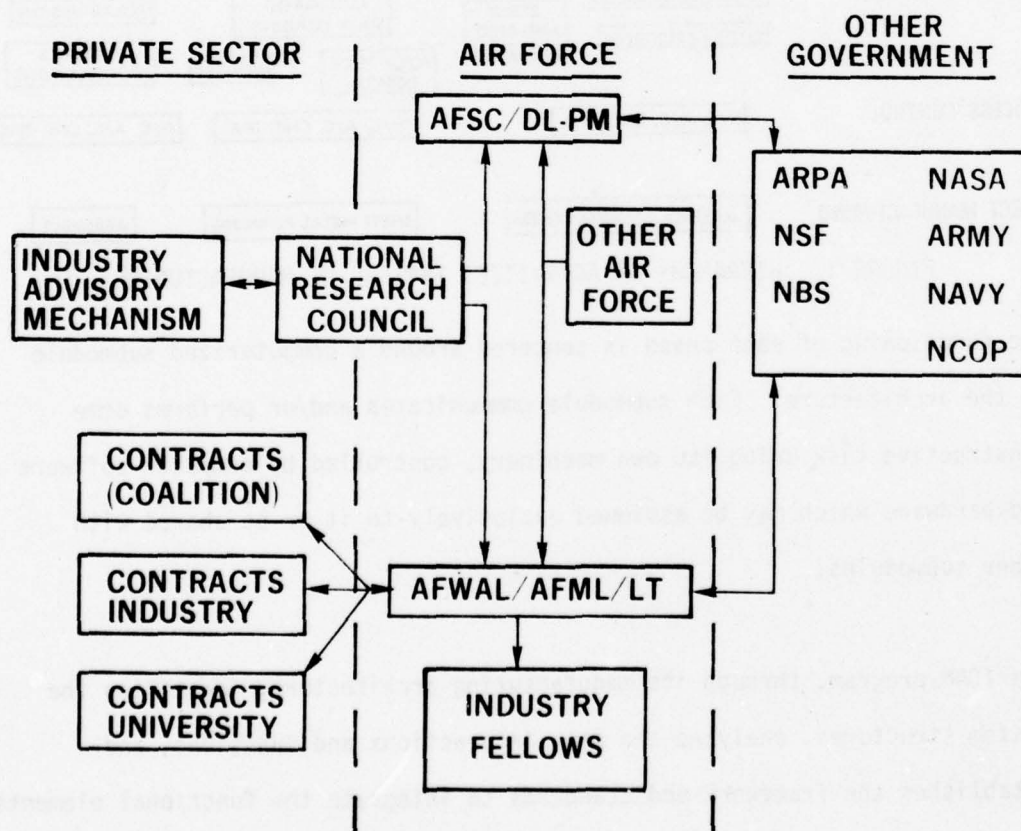 PRIVATE SECTOR
AIR FORCE
OTHER
GOVERNMENT
AFSC/DL-PM
ARPA NASA
NSF ARMY
NBS NAVY
NCOP
INDUSTRY
ADVISORY
MECHANISM
NATIONAL
RESEARCH
COUNCIL
OTHER
AIR
FORCE
CONTRACTS
(COALITION)
CONTRACTS
INDUSTRY
CONTRACTS
UNIVERSITY
AFWAL/AFML/LT
INDUSTRY
FELLOWS